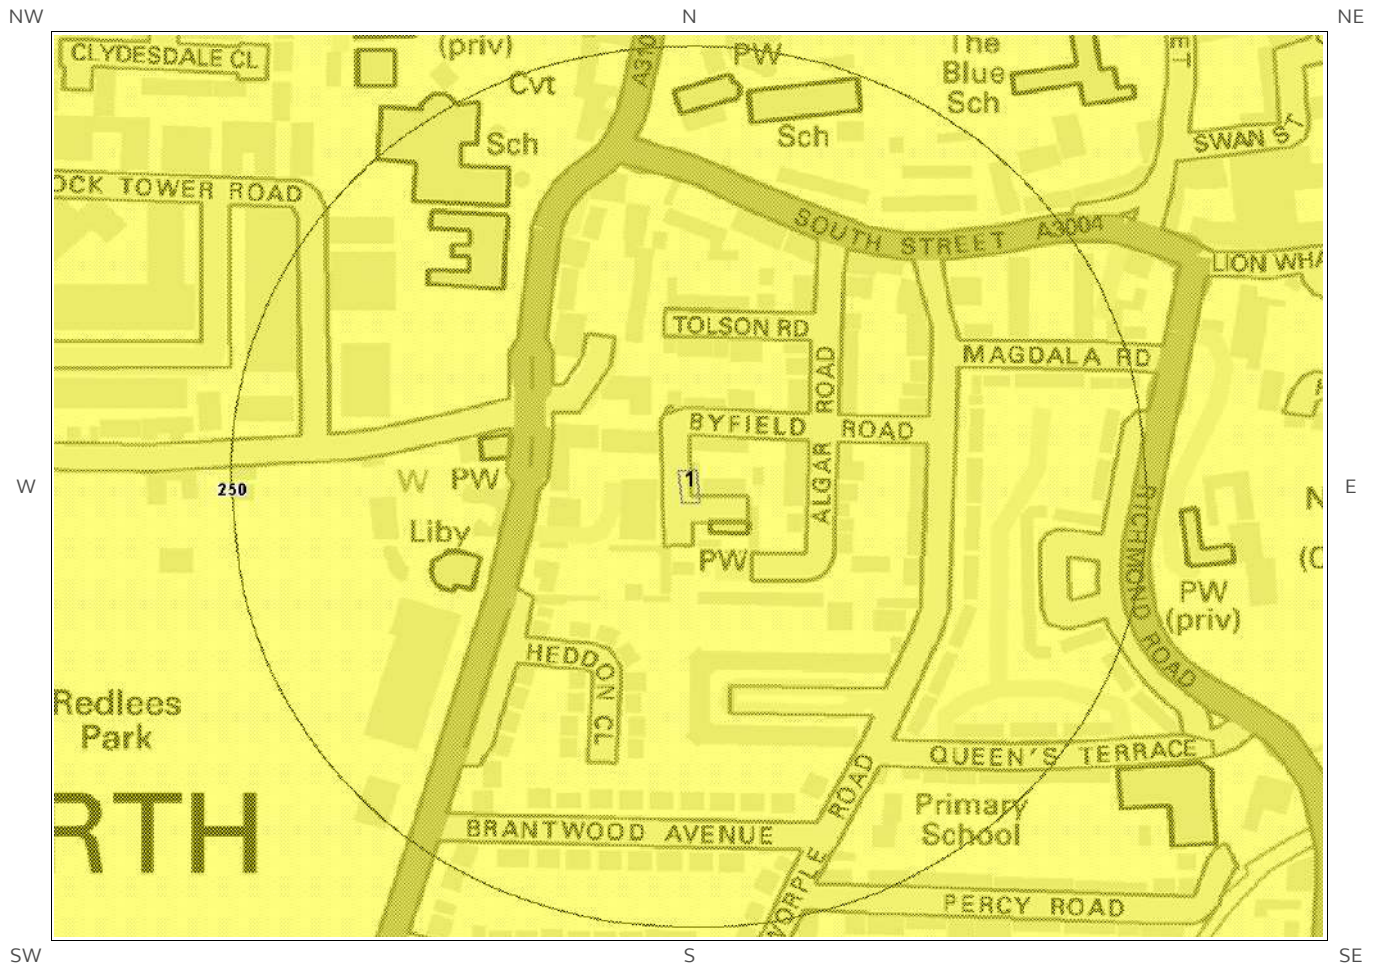 NW
N
NE
CLYDESDALE CL
(priv)
Cvt
A310
PW
The
Blue
Sch
ET
SWAN ST
Sch
Sch
OCK TOWER ROAD
SOUTH STREET
A3004
LION WHA
TOLSON RD
MAGDALA RD
ALGAR ROAD
BYFIELD ROAD
W
250
W
PW
1
E
N
Liby
PW
RICHMOND ROAD
(C
PW
(priv)
HEDDON CL
Redlees
Park
QUEEN'S TERRACE
RTH
BRANTWOOD AVENUE
WORPLE ROAD
Primary
School
PERCY ROAD
SW
S
SE